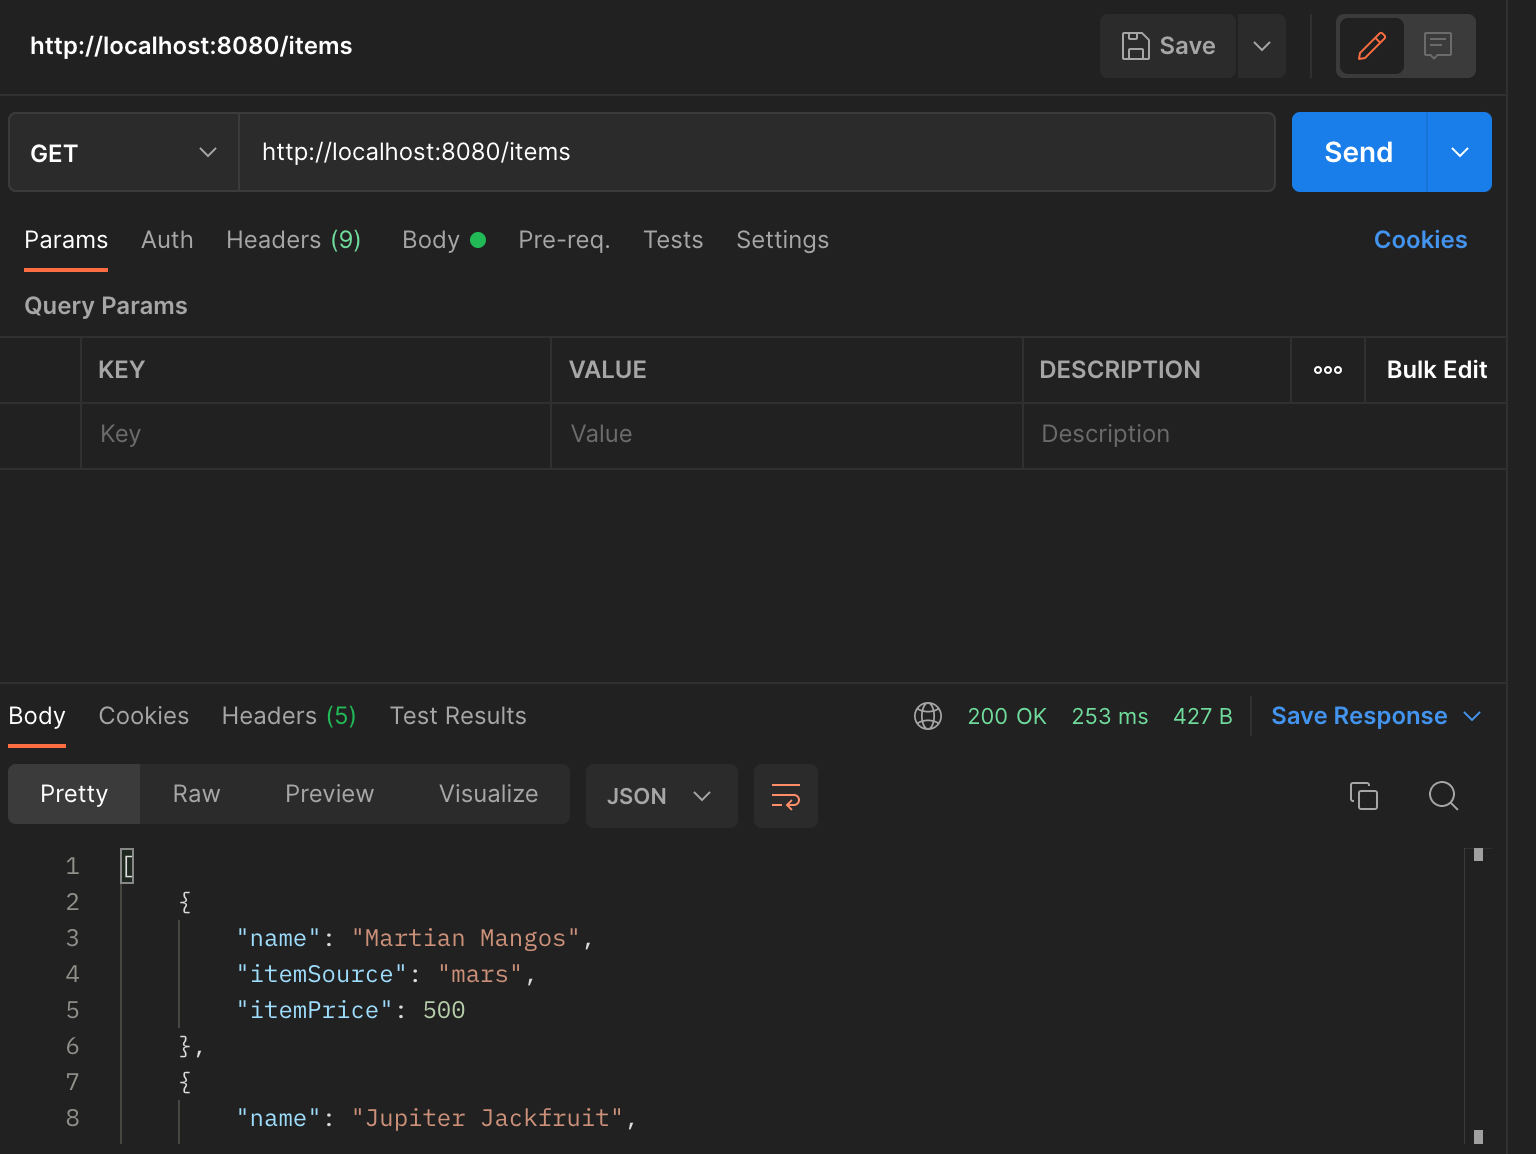 http://localhost:8080/items
Save
GET
http://localhost:8080/items
Send
Params Auth Headers (9) Body Pre-req. Tests Settings Cookies
Query Params
KEY VALUE DESCRIPTION Bulk Edit
Key Value Description
Body Cookies Headers (5) Test Results 200 OK 253 ms 427 B Save Response
Pretty Raw Preview Visualize JSON
1 [
2 {
3 "name": "Martian Mangos",
4 "itemSource": "mars",
5 "itemPrice": 500
6 },
7 {
8 "name": "Jupiter Jackfruit",